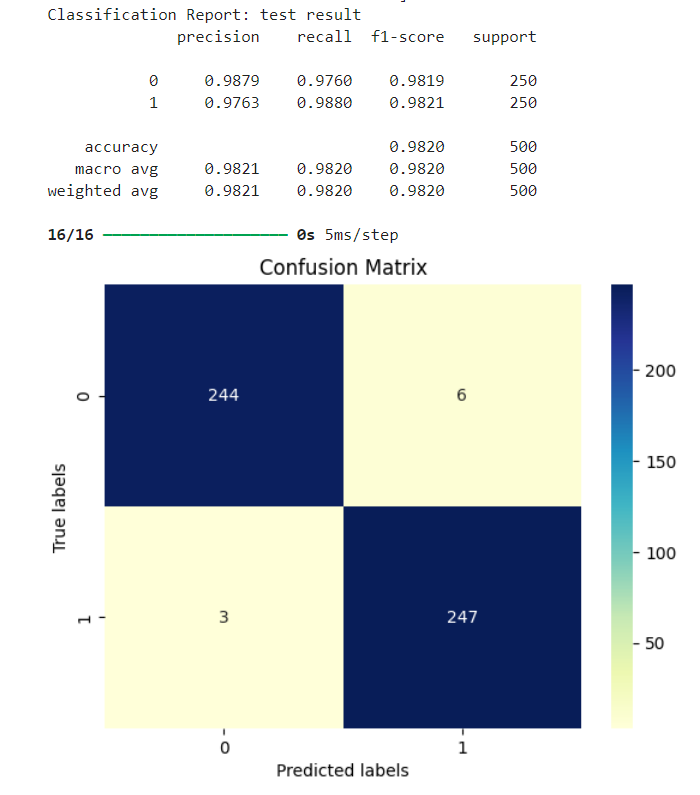 Classification Report: test result
precision recall f1-score support
0 0.9879 0.9760 0.9819 250
1 0.9763 0.9880 0.9821 250
accuracy 0.9820 500
macro avg 0.9821 0.9820 0.9820 500
weighted avg 0.9821 0.9820 0.9820 500
16/16 0s 5ms/step
Confusion Matrix
0 244 6
1 3 247
0 1
True labels
Predicted labels
200
150
100
50